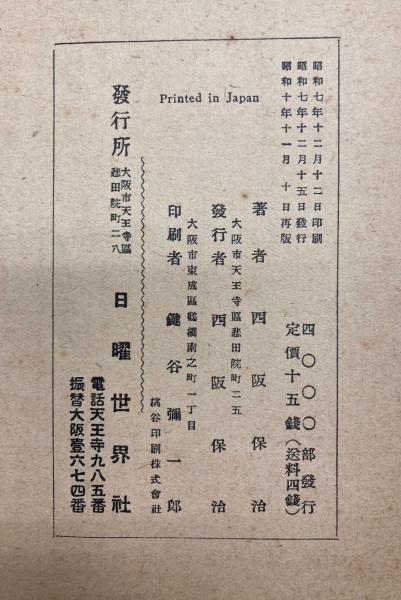 昭和七年十二月十二日印刷
昭和七年十二月十五日發行
昭和十年十一月 十日再版
四〇〇〇部發行
定價十五錢(送料四錢)
Printed in Japan
著者 四阪保治
大阪市天王寺區悲田院町二五
發行者 四阪保治
大阪市東成區鶴橋南之町一丁目
印刷者 鍵谷彌一郎
桃谷印刷株式會社
發行所
大阪市天王寺區
悲田院町二八
日曜世界社
電話天王寺九八五番
振替大阪壹六七四番